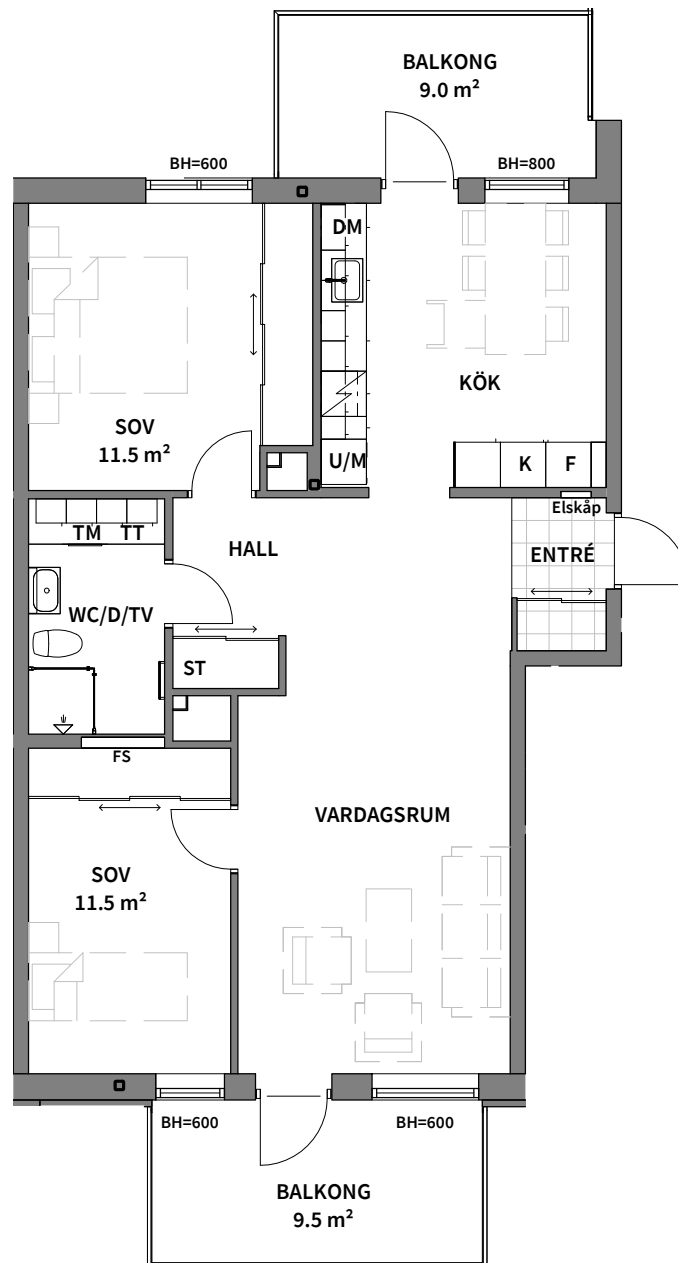 BALKONG
9.0 m²
BH=600
BH=800
DM
KÖK
SOV
11.5 m²
U/M
K
F
Elskåp
TM
TT
HALL
ENTRÉ
WC/D/TV
ST
FS
VARDAGSRUM
SOV
11.5 m²
BH=600
BH=600
BALKONG
9.5 m²